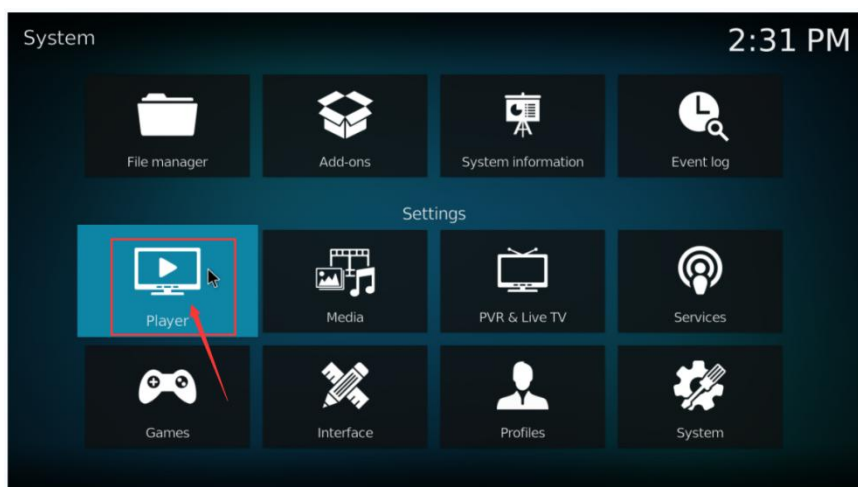 System
2:31 PM
File manager
Add-ons
System information
Event log
Settings
Player
Media
PVR & Live TV
Services
Games
Interface
Profiles
System